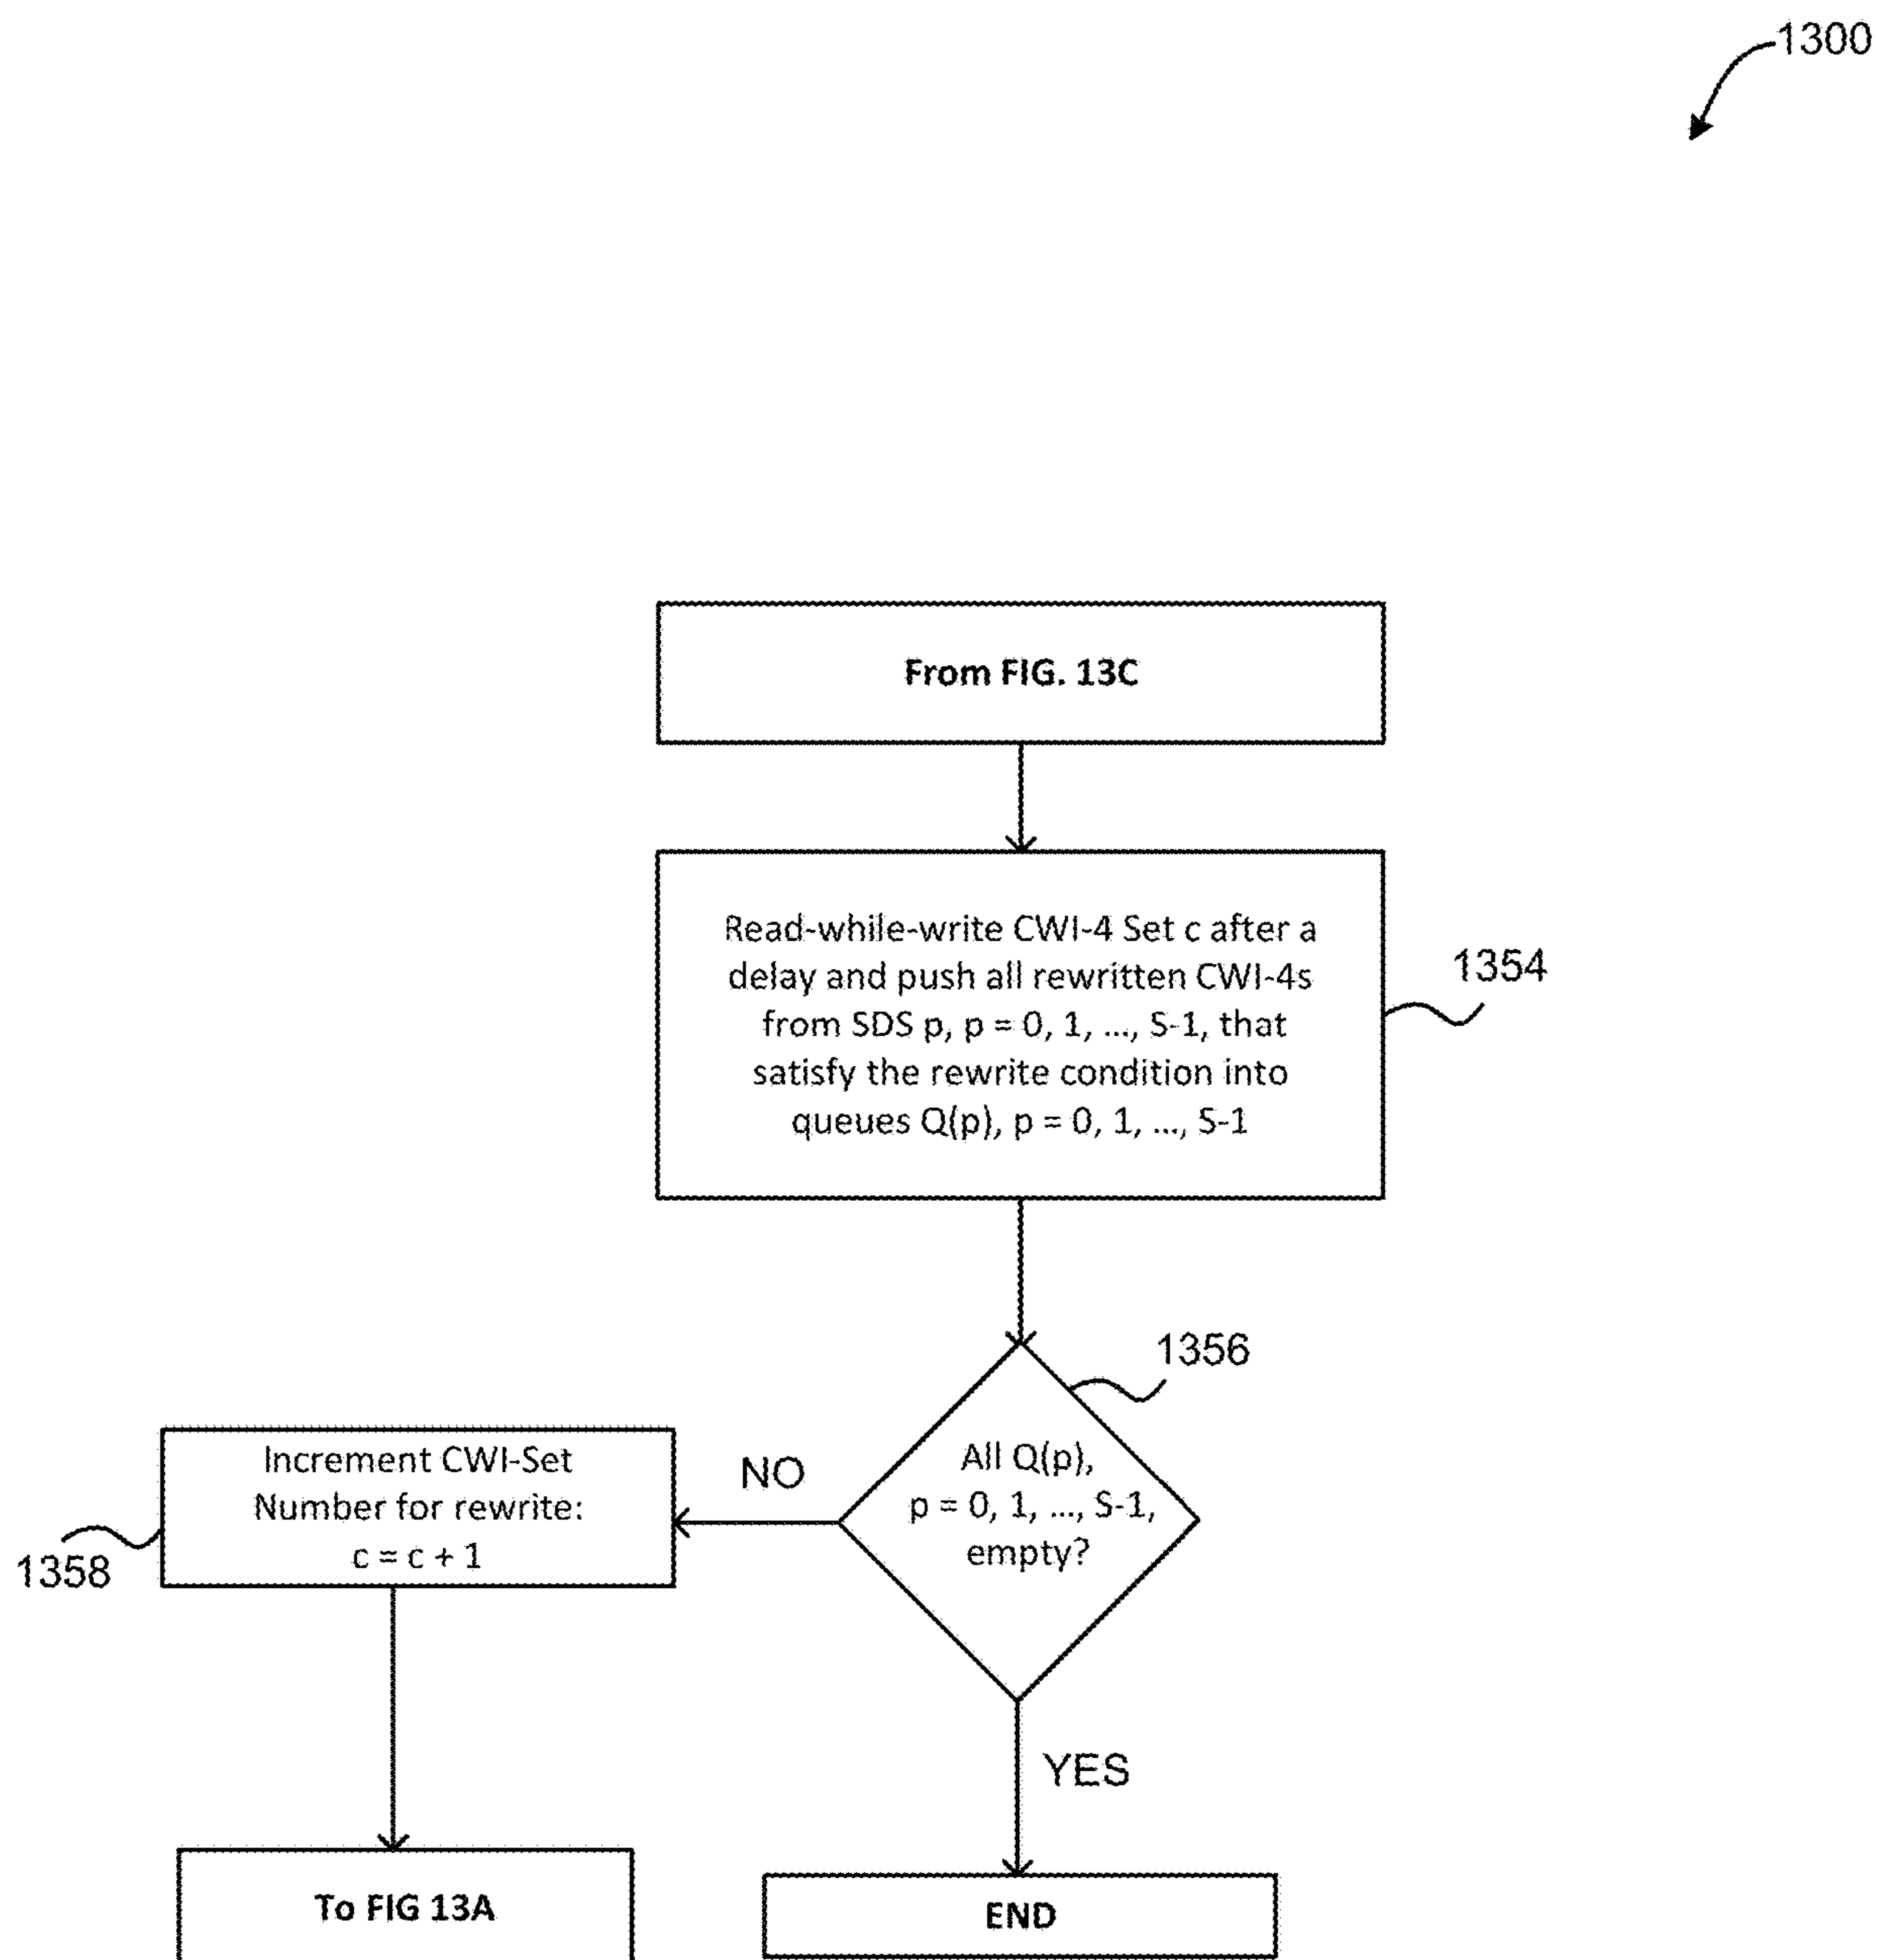 1300
From FIG. 13C
Read-while-write CWI-4 Set c after a
delay and push all rewritten CWI-4s
from SDS p, p = 0, 1, ..., S-1, that
satisfy the rewrite condition into
queues Q(p), p = 0, 1, ..., S-1
1354
1356
All Q(p),
p = 0, 1, ..., S-1,
empty?
NO
Increment CWI-Set
Number for rewrite:
c = c + 1
1358
YES
To FIG 13A
END